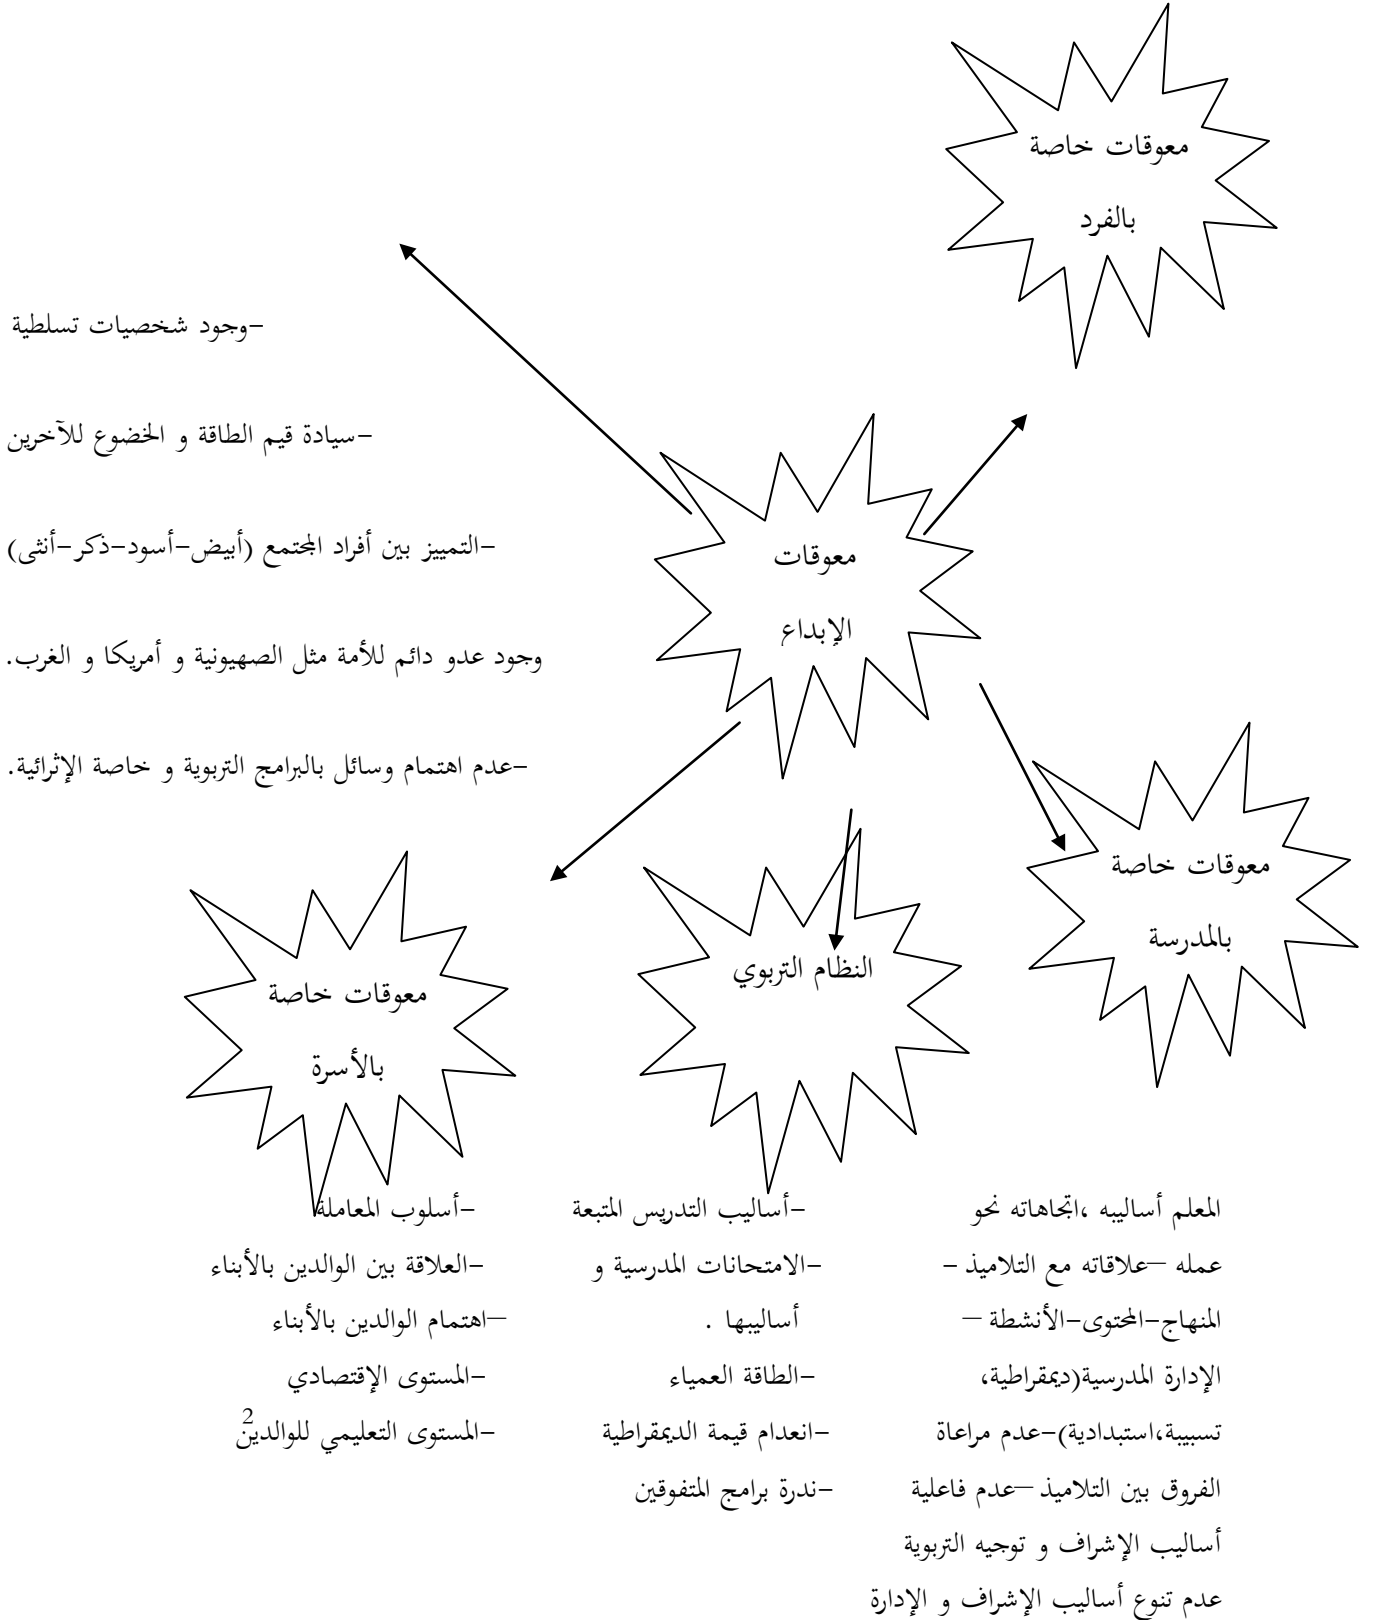 معوقات خاصة
بالفرد
-وجود شخصيات تسلطية
-سيادة قيم الطاقة و الخضوع للآخرين
-التمييز بين أفراد المجتمع (أبيض-أسود-ذكر-أنثى)
وجود عدو دائم للأمة مثل الصهيونية و أمريكا و الغرب.
-عدم اهتمام وسائل بالبرامج التربوية و خاصة الإثرائية.
معوقات
الإبداع
معوقات خاصة
بالمدرسة
النظام التربوي
معوقات خاصة
بالأسرة
المعلم أساليبه ،اتجاهاته نحو
عمله –علاقاته مع التلاميذ -
المنهاج-المحتوى-الأنشطة –
الإدارة المدرسية(ديمقراطية،
تسبيبة،استبدادية)-عدم مراعاة
الفروق بين التلاميذ –عدم فاعلية
أساليب الإشراف و توجيه التربوية
عدم تنوع أساليب الإشراف و الإدارة
-أساليب التدريس المتبعة
-الامتحانات المدرسية و
أساليبها .
-الطاقة العمياء
-انعدام قيمة الديمقراطية
-ندرة برامج المتفوقين
-أسلوب المعاملة
-العلاقة بين الوالدين بالأبناء
–اهتمام الوالدين بالأبناء
-المستوى الإقتصادي
-المستوى التعليمي للوالدين2